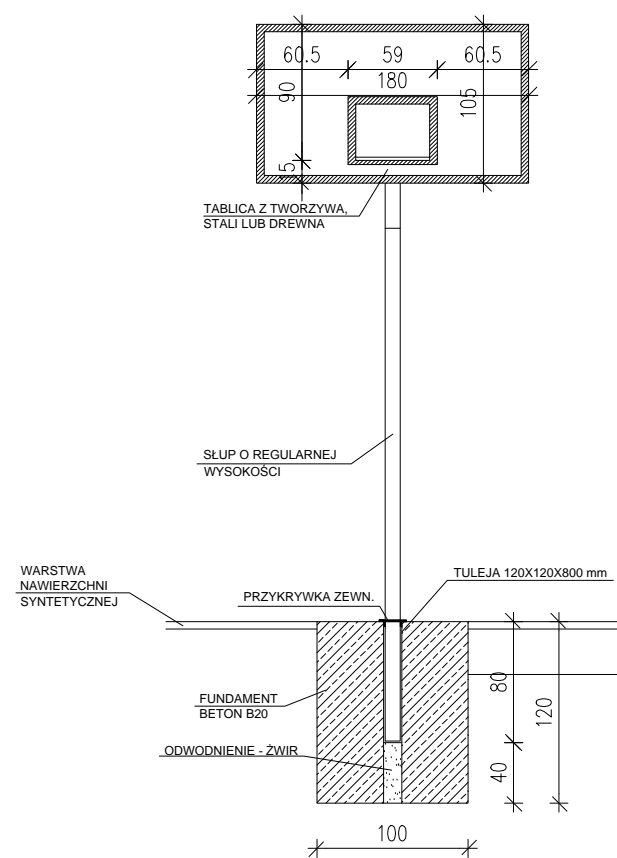 60.5 59 60.5
180
90
105
15
TABLICA Z TWORZYWA,
STALI LUB DREWNA
SŁUP O REGULARNEJ
WYSOKOŚCI
WARSTWA
NAWIERZCHNI
SYNTETYCZNEJ
PRZYKRYWKA ZEWN.
TULEJA 120X120X800 mm
FUNDAMENT
BETON B20
ODWODNIENIE - ŻWIR
80
120
40
100